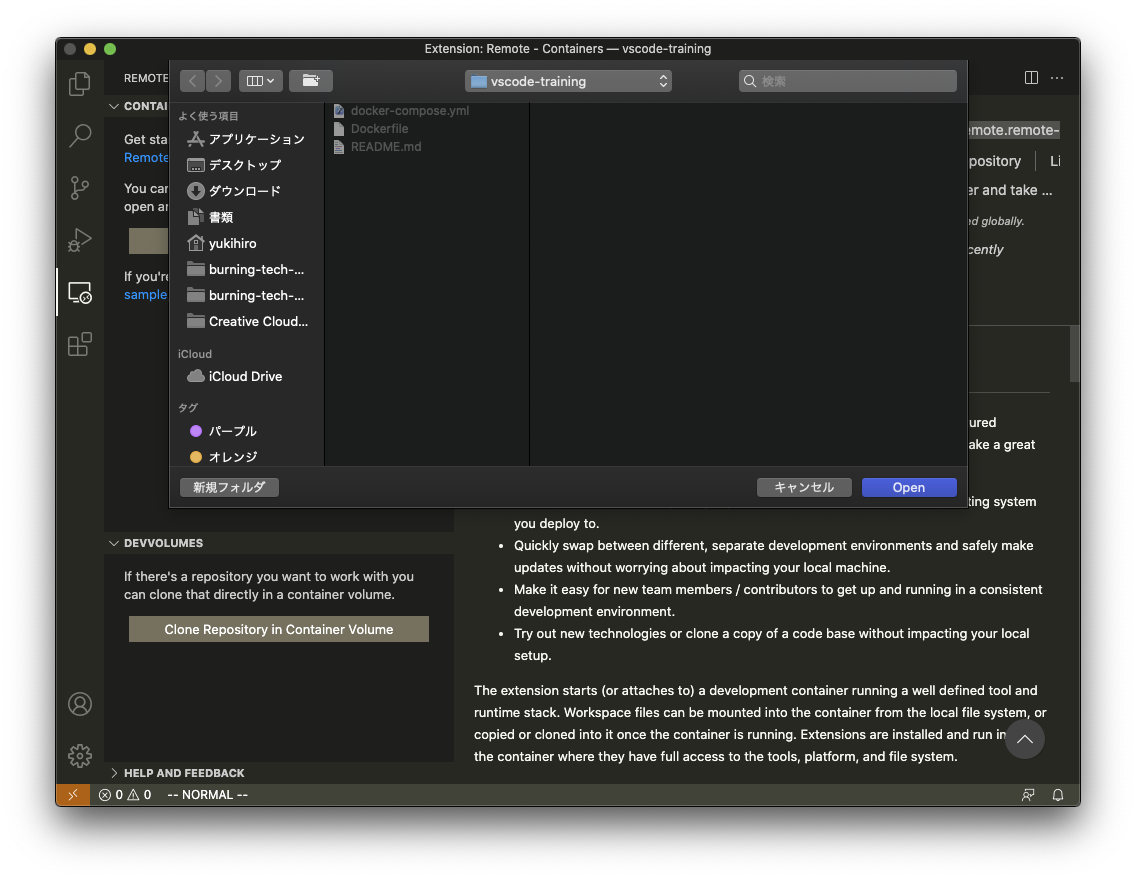 Extension: Remote - Containers — vscode-training
REMOTE
CONTAI
Get sta
Remote
You can
open ar
If you're
sample
vscode-training
検索
よく使う項目
アプリケーション
デスクトップ
ダウンロード
書類
yukihiro
burning-tech-...
burning-tech-...
Creative Cloud...
iCloud
iCloud Drive
タグ
パープル
オレンジ
docker-compose.yml
Dockerfile
README.md
新規フォルダ
キャンセル
Open
emote.remote-
pository
Li
er and take ...
ed globally.
cently
ured
ake a great
ting system
you deploy to.
Quickly swap between different, separate development environments and safely make
updates without worrying about impacting your local machine.
Make it easy for new team members / contributors to get up and running in a consistent
development environment.
Try out new technologies or clone a copy of a code base without impacting your local
setup.
The extension starts (or attaches to) a development container running a well defined tool and
runtime stack. Workspace files can be mounted into the container from the local file system, or
copied or cloned into it once the container is running. Extensions are installed and run in
the container where they have full access to the tools, platform, and file system.
DEVVOLUMES
If there's a repository you want to work with you
can clone that directly in a container volume.
Clone Repository in Container Volume
HELP AND FEEDBACK
0 0 -- NORMAL --